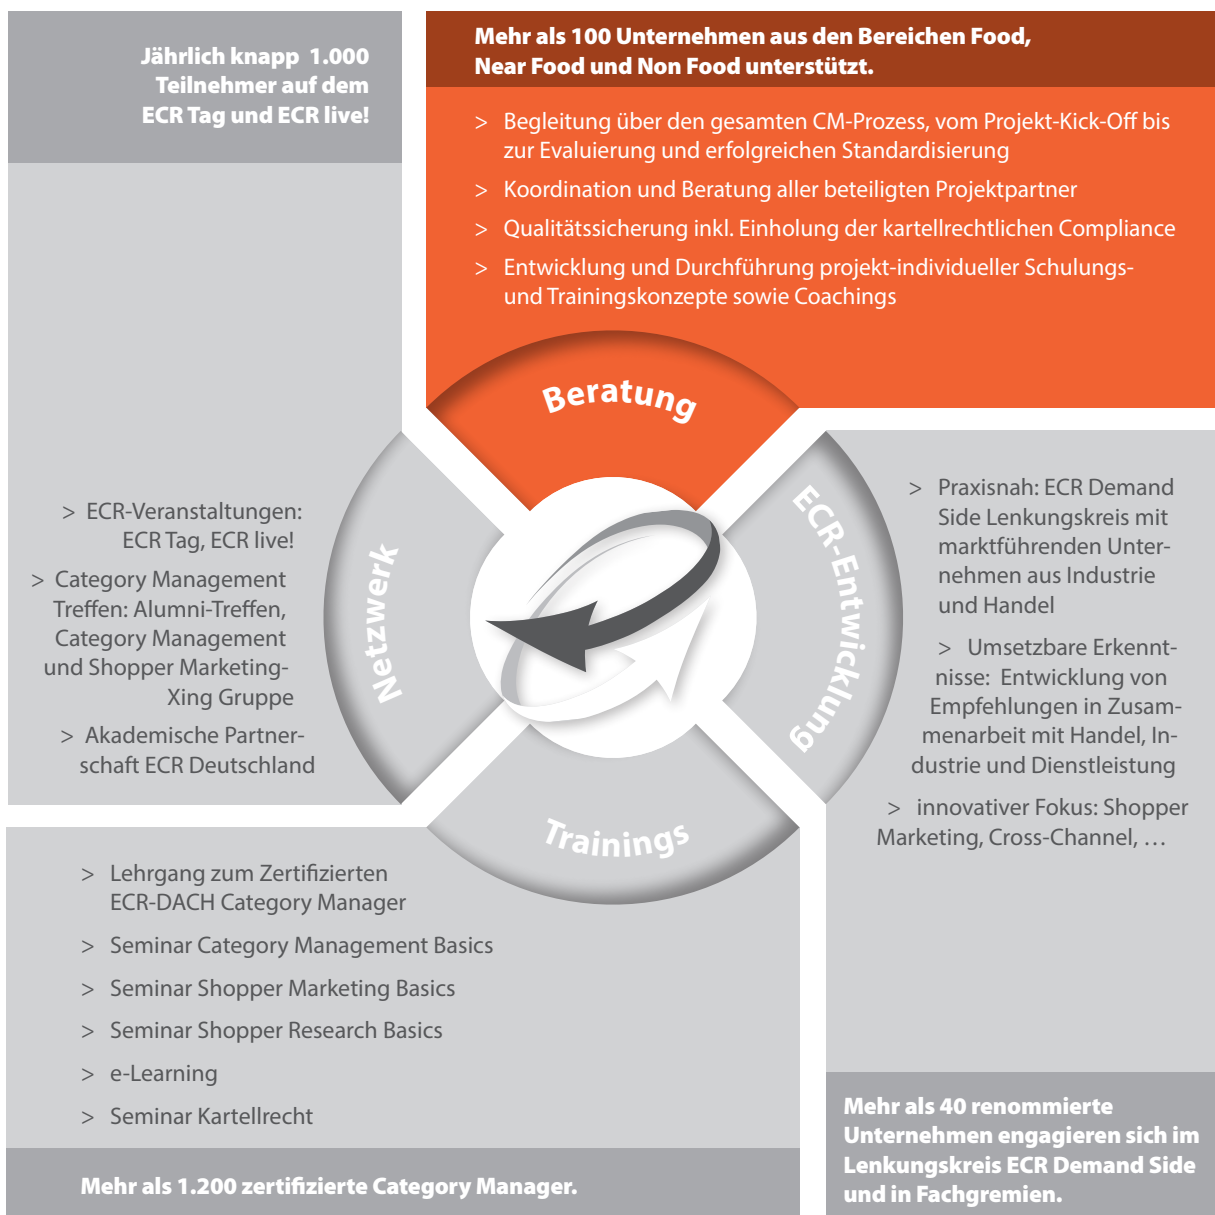 Jährlich knapp 1.000
Teilnehmer auf dem
ECR Tag und ECR live!
Mehr als 100 Unternehmen aus den Bereichen Food,
Near Food und Non Food unterstützt.
> Begleitung über den gesamten CM-Prozess, vom Projekt-Kick-Off bis
zur Evaluierung und erfolgreichen Standardisierung
> Koordination und Beratung aller beteiligten Projektpartner
> Qualitätssicherung inkl. Einholung der kartellrechtlichen Compliance
> Entwicklung und Durchführung projekt-individueller Schulungs-
und Trainingskonzepte sowie Coachings
Beratung
> ECR-Veranstaltungen:
ECR Tag, ECR live!
> Category Management
Treffen: Alumni-Treffen,
Category Management
und Shopper Marketing-
Xing Gruppe
> Akademische Partner-
schaft ECR Deutschland
Netzwerk
ECR-Entwicklung
> Praxisnah: ECR Demand
Side Lenkungskreis mit
marktführenden Unter-
nehmen aus Industrie
und Handel
> Umsetzbare Erkennt-
nisse: Entwicklung von
Empfehlungen in Zusam-
menarbeit mit Handel, In-
dustrie und Dienstleistung
> innovativer Fokus: Shopper
Marketing, Cross-Channel, …
Trainings
> Lehrgang zum Zertifizierten
ECR-DACH Category Manager
> Seminar Category Management Basics
> Seminar Shopper Marketing Basics
> Seminar Shopper Research Basics
> e-Learning
> Seminar Kartellrecht
Mehr als 1.200 zertifizierte Category Manager.
Mehr als 40 renommierte
Unternehmen engagieren sich im
Lenkungskreis ECR Demand Side
und in Fachgremien.